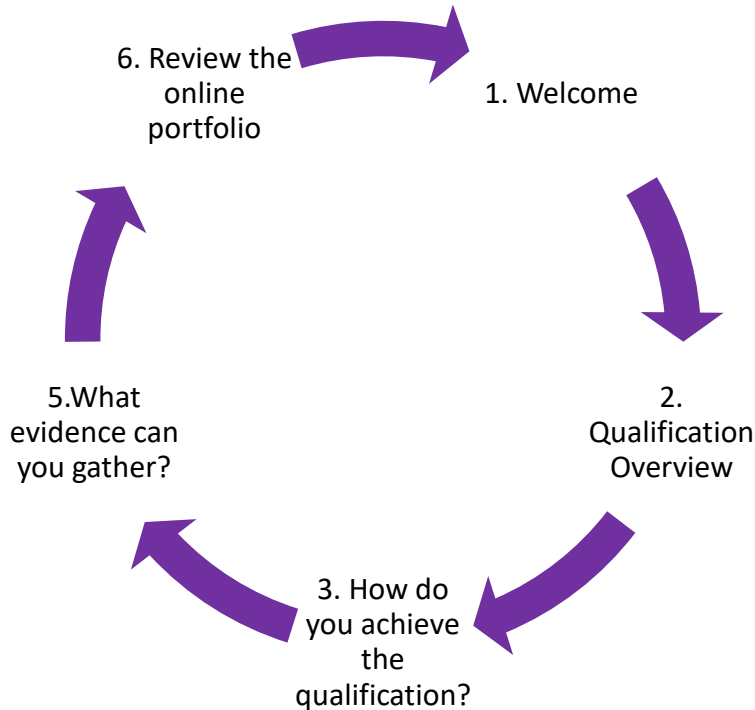 1. Welcome
2.
Qualification
Overview
3. How do
you achieve
the
qualification?
5.What
evidence can
you gather?
6. Review the
online
portfolio